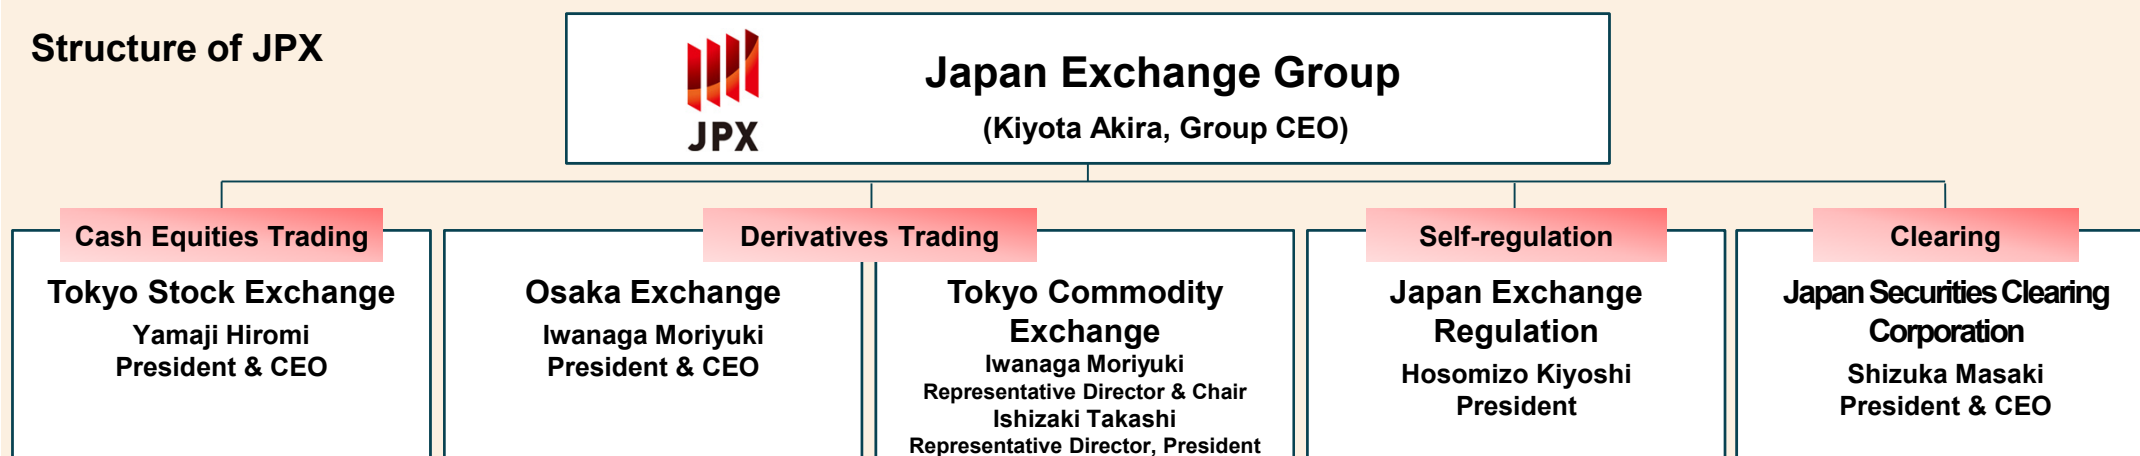 Structure of JPX
JPX
Japan Exchange Group
(Kiyota Akira, Group CEO)
Cash Equities Trading
Tokyo Stock Exchange
Yamaji Hiromi
President & CEO
Derivatives Trading
Osaka Exchange
Iwanaga Moriyuki
President & CEO
Tokyo Commodity
Exchange
Iwanaga Moriyuki
Representative Director & Chair
Ishizaki Takashi
Representative Director, President
Self-regulation
Japan Exchange
Regulation
Hosomizo Kiyoshi
President
Clearing
Japan Securities Clearing
Corporation
Shizuka Masaki
President & CEO